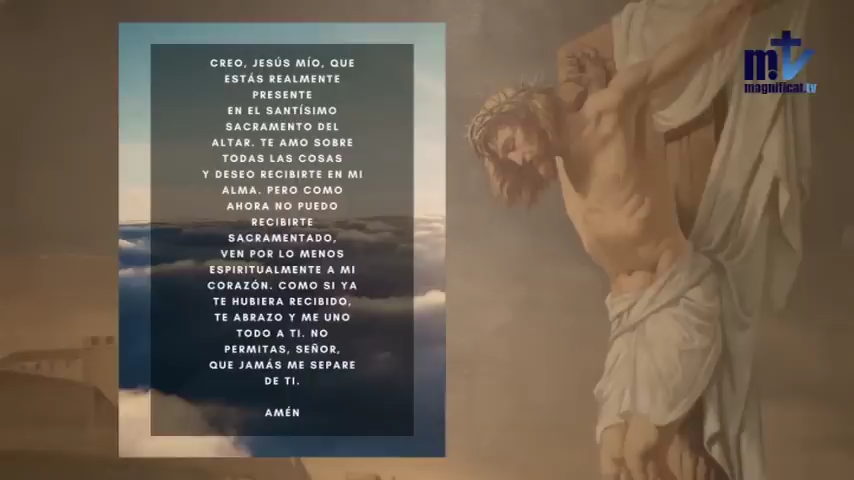 CREO, JESÚS MÍO, QUE
ESTÁS REALMENTE
PRESENTE
EN EL SANTÍSIMO
SACRAMENTO DEL
ALTAR. TE AMO SOBRE
TODAS LAS COSAS
Y DESEO RECIBIRTE EN MI
ALMA. PERO COMO
AHORA NO PUEDO
RECIBIRTE
SACRAMENTADO,
VEN POR LO MENOS
ESPIRITUALMENTE A MI
CORAZÓN. COMO SI YA
TE HUBIERA RECIBIDO,
TE ABRAZO Y ME UNO
TODO A TI. NO
PERMITAS, SEÑOR,
QUE JAMÁS ME SEPARE
DE TI.
AMÉN
m.tv
magnificat.tv